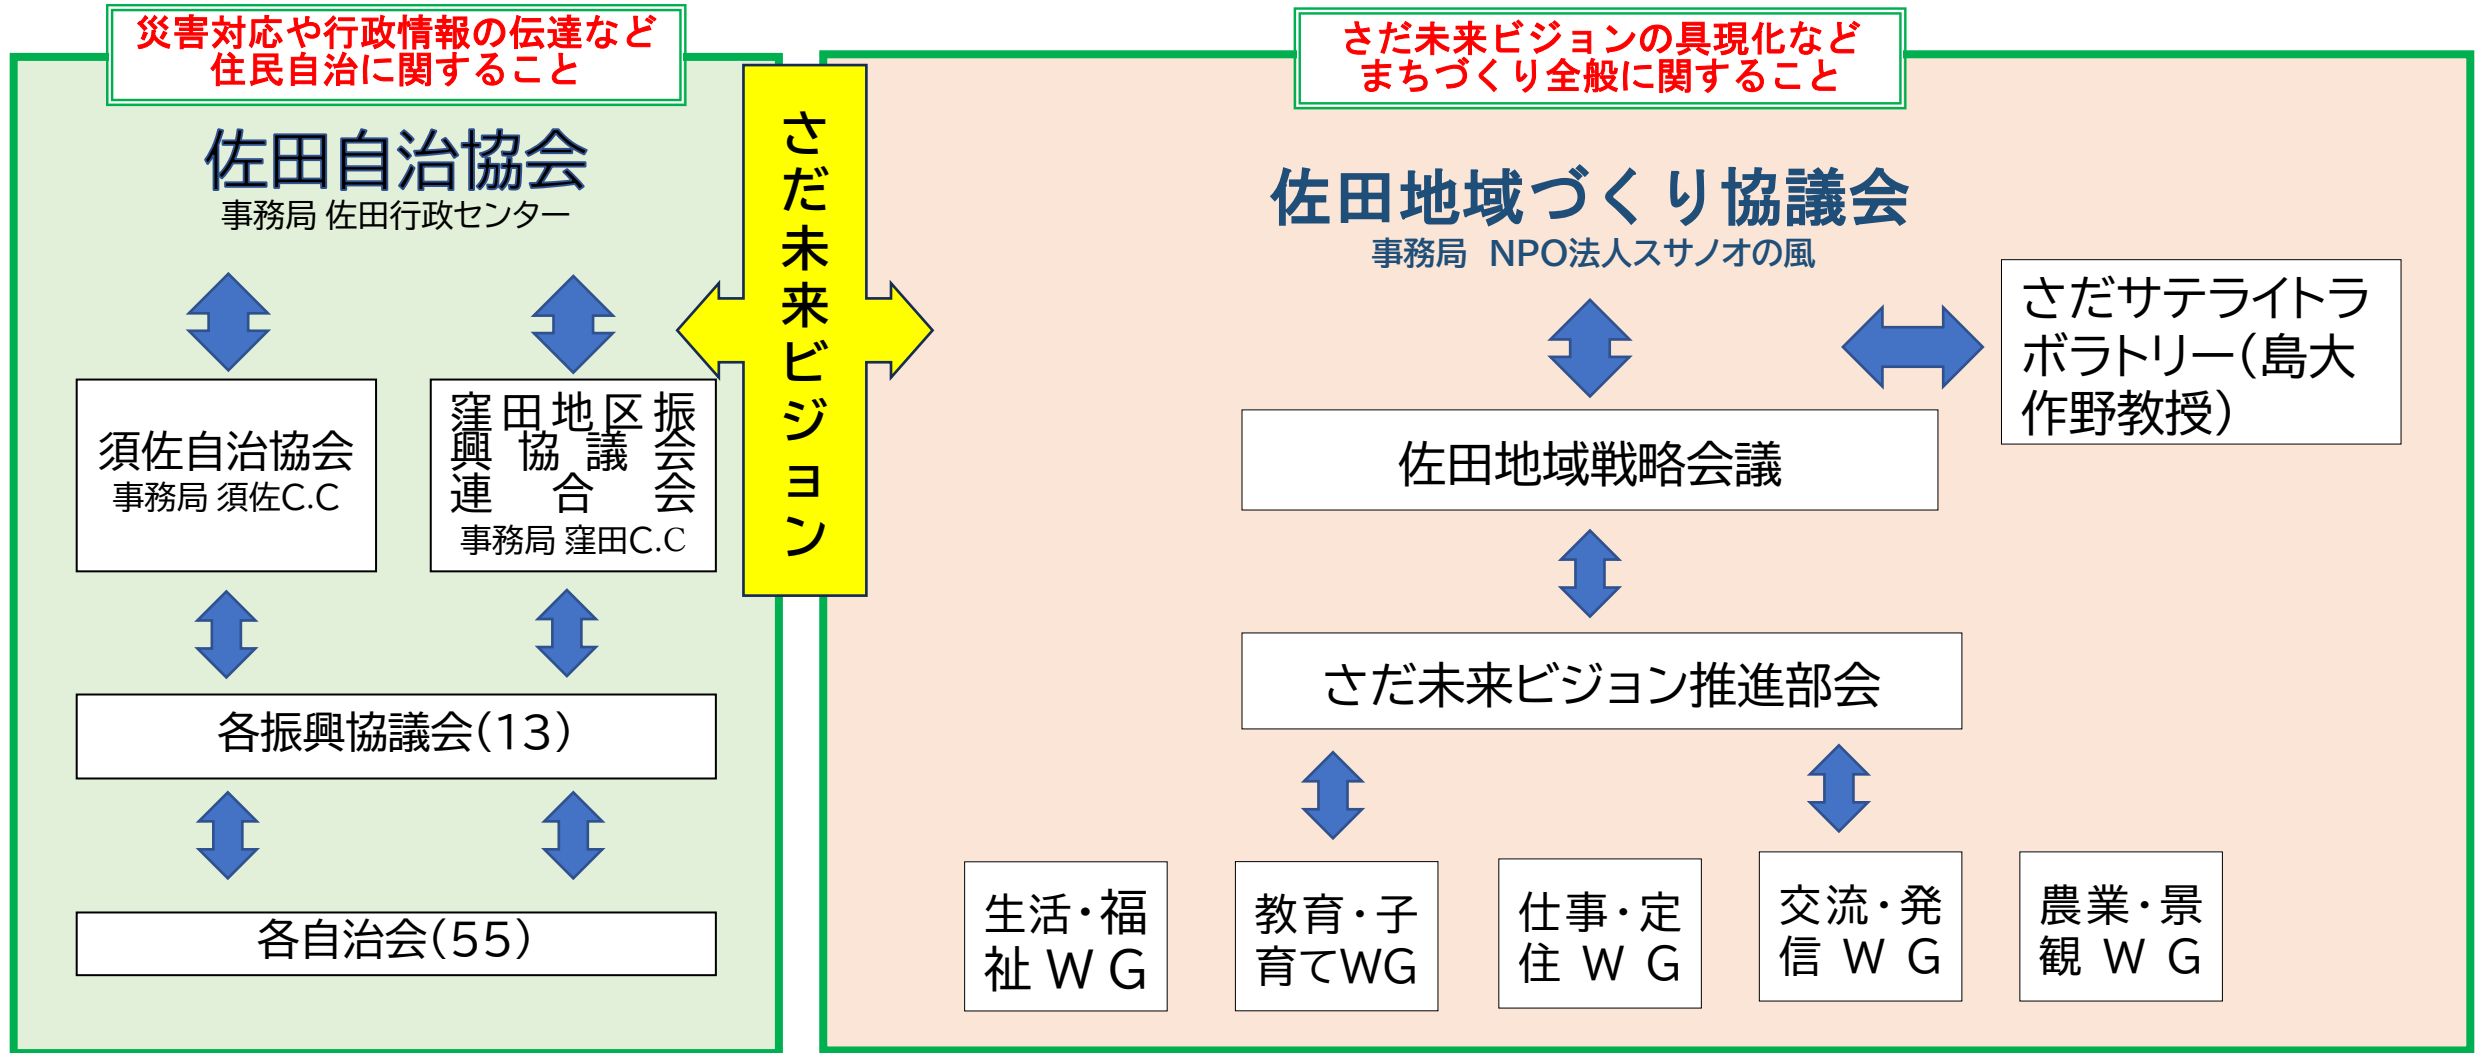 災害対応や行政情報の伝達など
住民自治に関すること
佐田自治協会
事務局 佐田行政センター
須佐自治協会
事務局 須佐C.C
窪田地区振
興協議会
連合会
事務局 窪田C.C
各振興協議会(13)
各自治会(55)
さだ未来ビジョン
さだ未来ビジョンの具現化など
まちづくり全般に関すること
佐田地域づくり協議会
事務局 NPO法人スサノオの風
さだサテライトラ
ボラトリー(島大
作野教授)
佐田地域戦略会議
さだ未来ビジョン推進部会
生活・福
祉WG
教育・子
育てWG
仕事・定
住WG
交流・発
信WG
農業・景
観WG